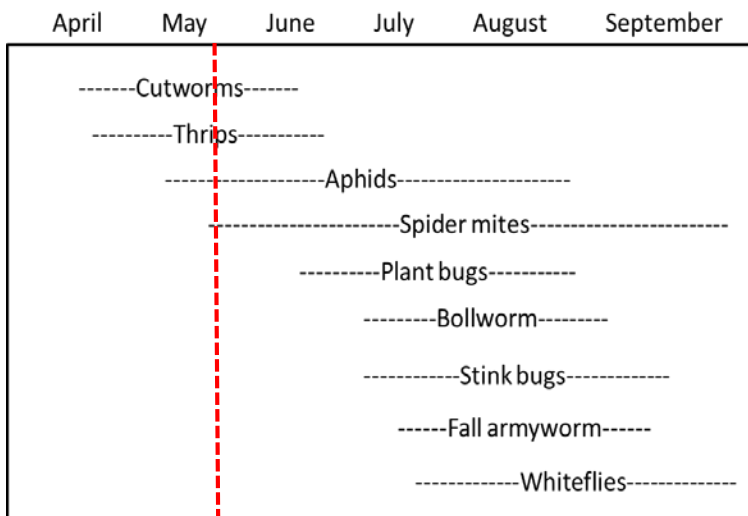 April May June July August September
-------Cutworms-------
----------Thrips-----------
--------------------Aphids----------------------
------------------------Spider mites-------------------------
----------Plant bugs-----------
---------Bollworm---------
------------Stink bugs-------------
------Fall armyworm------
-------------Whiteflies--------------